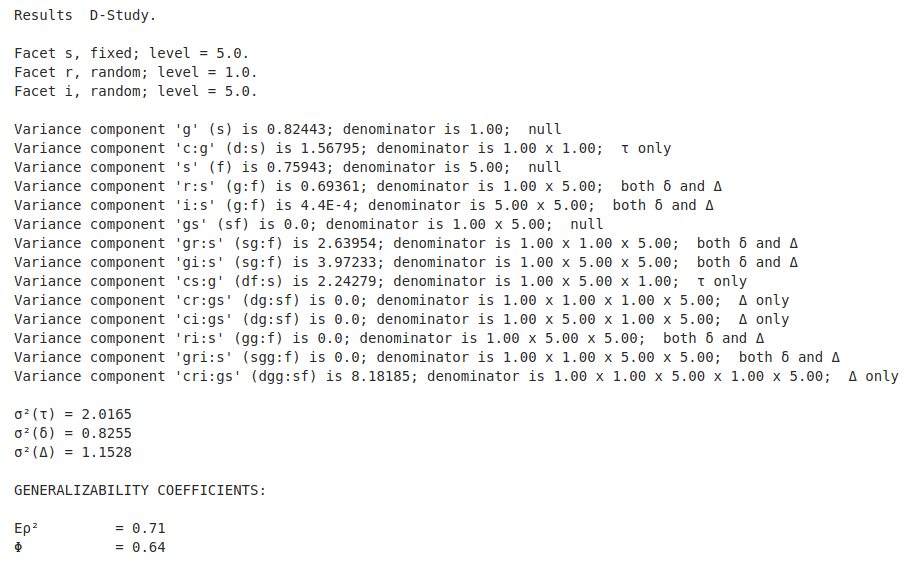 Results  D-Study.
Facet s, fixed; level = 5.0.
Facet r, random; level = 1.0.
Facet i, random; level = 5.0.
Variance component 'g' (s) is 0.82443; denominator is 1.00;  null
Variance component 'c:g' (d:s) is 1.56795; denominator is 1.00 x 1.00;  τ only
Variance component 's' (f) is 0.75943; denominator is 5.00;  null
Variance component 'r:s' (g:f) is 0.69361; denominator is 1.00 x 5.00;  both δ and Δ
Variance component 'i:s' (g:f) is 4.4E-4; denominator is 5.00 x 5.00;  both δ and Δ
Variance component 'gs' (sf) is 0.0; denominator is 1.00 x 5.00;  null
Variance component 'gr:s' (sg:f) is 2.63954; denominator is 1.00 x 1.00 x 5.00;  both δ and Δ
Variance component 'gi:s' (sg:f) is 3.97233; denominator is 1.00 x 5.00 x 5.00;  both δ and Δ
Variance component 'cs:g' (df:s) is 2.24279; denominator is 1.00 x 5.00 x 1.00;  τ only
Variance component 'cr:gs' (dg:sf) is 0.0; denominator is 1.00 x 1.00 x 1.00 x 5.00;  Δ only
Variance component 'ci:gs' (dg:sf) is 0.0; denominator is 1.00 x 5.00 x 1.00 x 5.00;  Δ only
Variance component 'ri:s' (gg:f) is 0.0; denominator is 1.00 x 5.00 x 5.00;  both δ and Δ
Variance component 'gri:s' (sgg:f) is 0.0; denominator is 1.00 x 1.00 x 5.00 x 5.00;  both δ and Δ
Variance component 'cri:gs' (dgg:sf) is 8.18185; denominator is 1.00 x 1.00 x 5.00 x 1.00 x 5.00;  Δ only
σ²(τ) = 2.0165
σ²(δ) = 0.8255
σ²(Δ) = 1.1528
GENERALIZABILITY COEFFICIENTS:
Eρ²         = 0.71
Φ           = 0.64